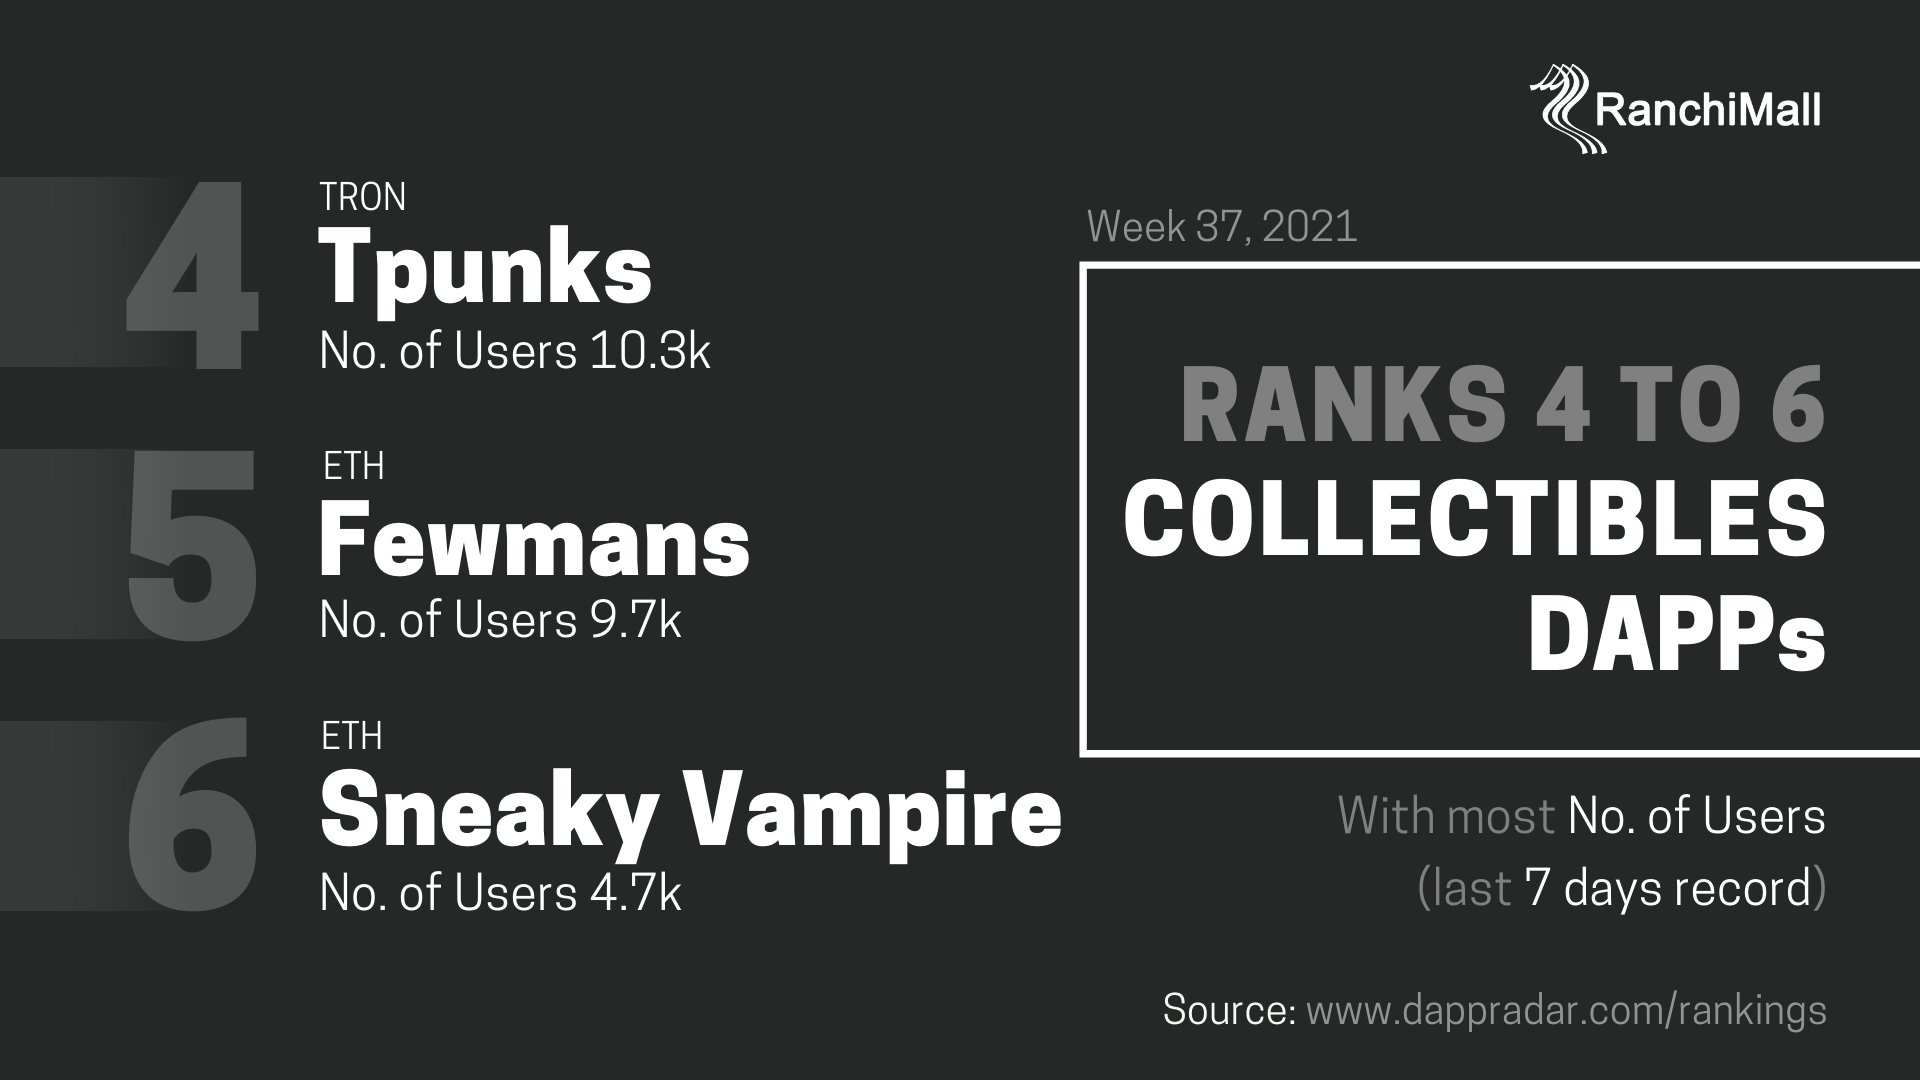 RanchiMall
4
TRON
Tpunks
No. of Users 10.3k
5
ETH
Fewmans
No. of Users 9.7k
6
ETH
Sneaky Vampire
No. of Users 4.7k
Week 37, 2021
RANKS 4 TO 6
COLLECTIBLES
DAPPs
With most No. of Users
(last 7 days record)
Source: www.dappradar.com/rankings